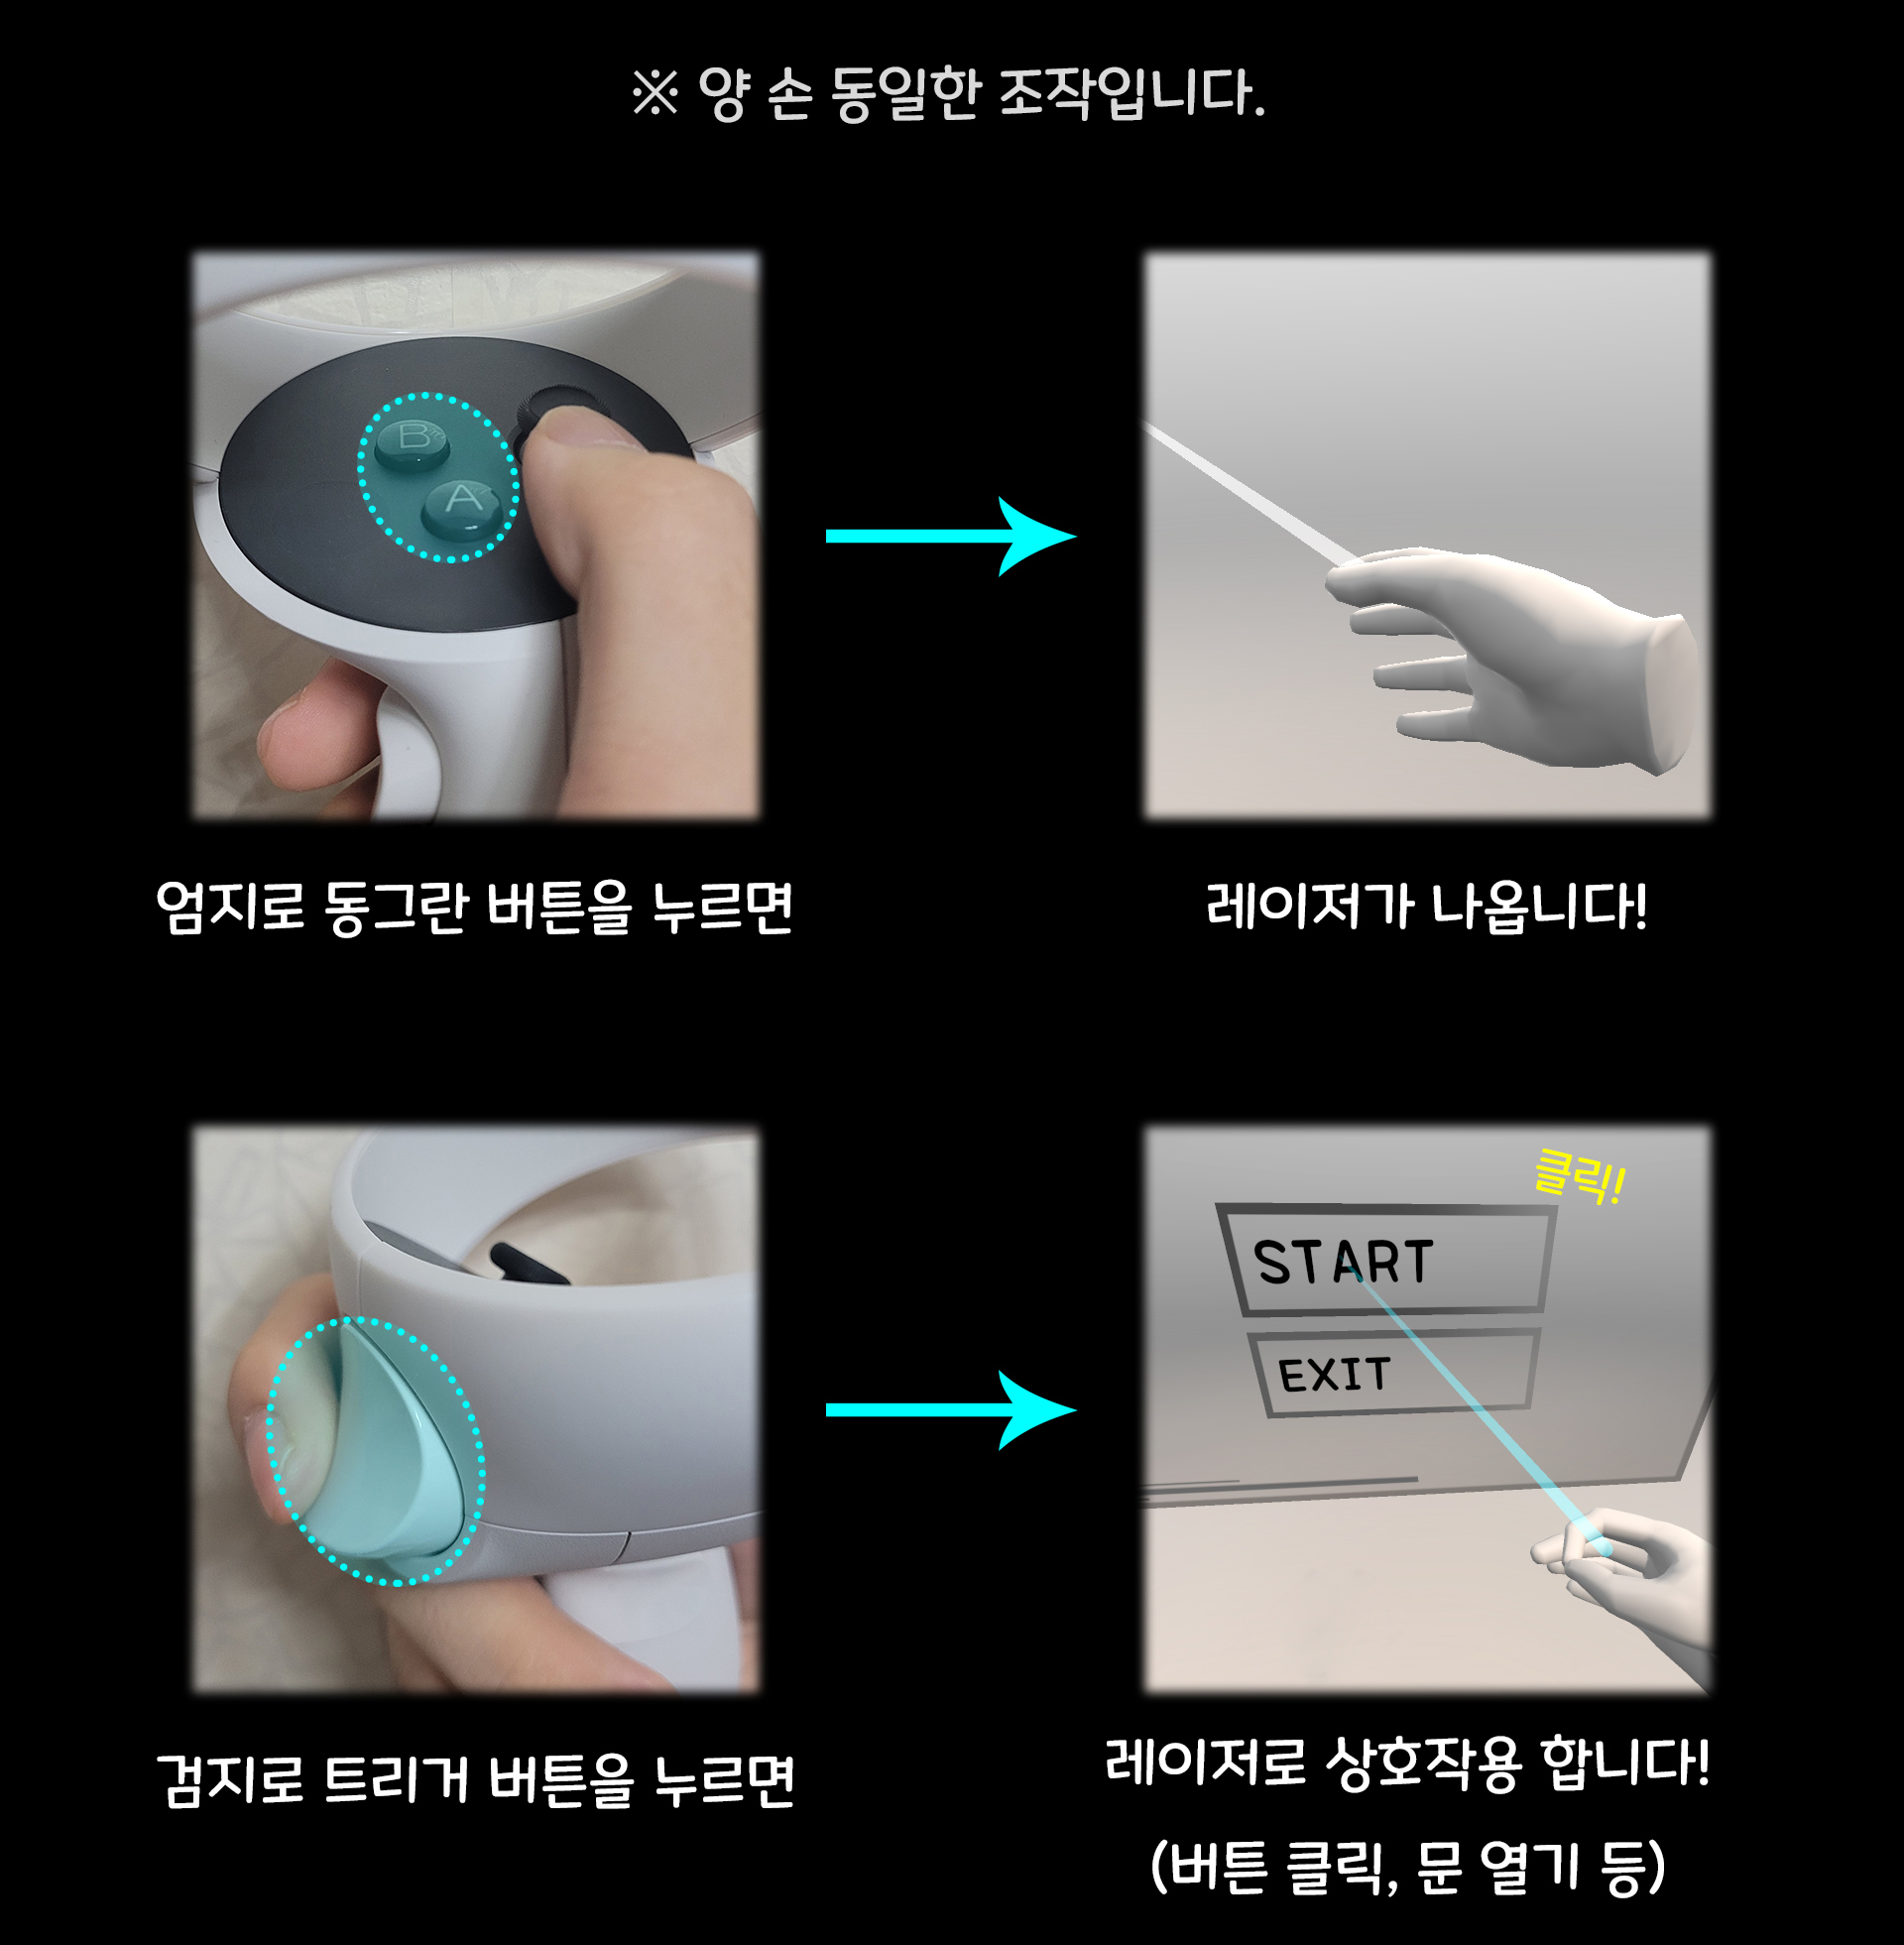 ※ 양 손 동일한 조작입니다.
B
A
엄지로 동그란 버튼을 누르면
레이저가 나옵니다!
클릭!
START
EXIT
검지로 트리거 버튼을 누르면
레이저로 상호작용 합니다!
(버튼 클릭, 문 열기 등)